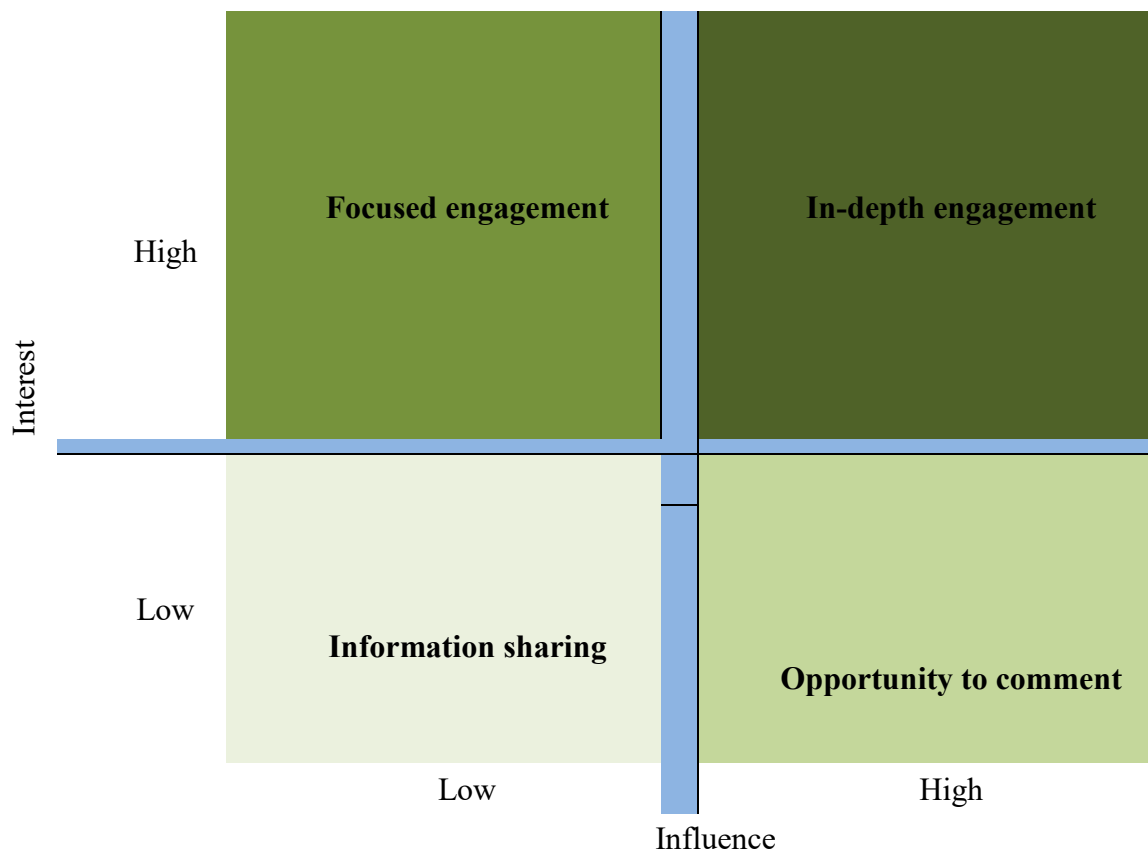 Focused engagement
In-depth engagement
High
Interest
Low
Information sharing
Opportunity to comment
Low
High
Influence